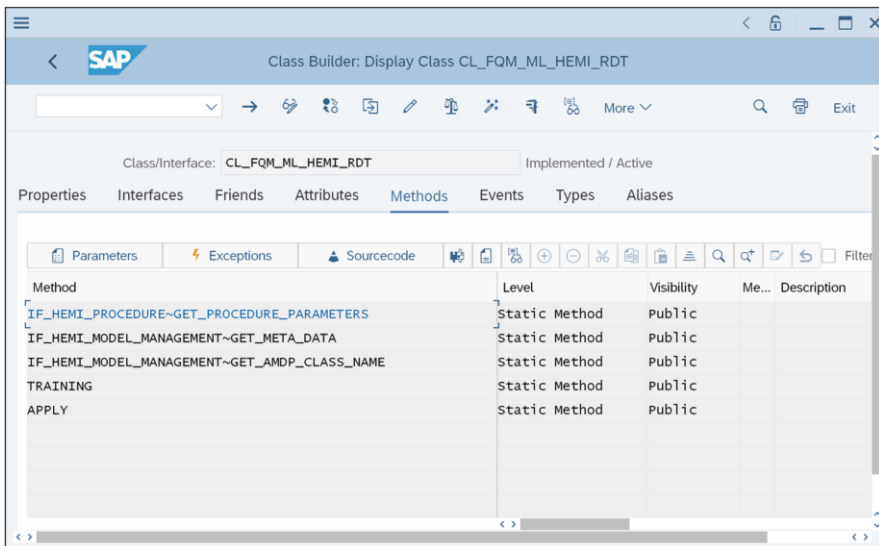 SAP
Class Builder: Display Class CL_FQM_ML_HEMI_RDT
More
Exit
Class/Interface: CL_FQM_ML_HEMI_RDT Implemented / Active
Properties Interfaces Friends Attributes Methods Events Types Aliases
Parameters Exceptions Sourcecode Filter
Method Level Visibility Me... Description
IF_HEMI_PROCEDURE~GET_PROCEDURE_PARAMETERS Static Method Public
IF_HEMI_MODEL_MANAGEMENT~GET_META_DATA Static Method Public
IF_HEMI_MODEL_MANAGEMENT~GET_AMDP_CLASS_NAME Static Method Public
TRAINING Static Method Public
APPLY Static Method Public